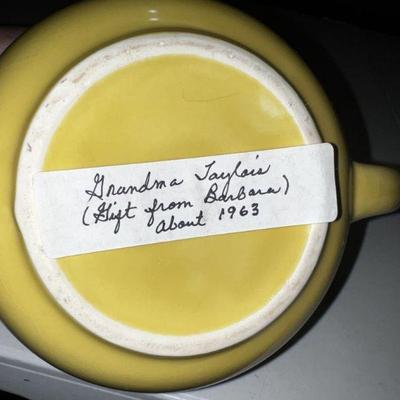 Grandma Taylor's
(Gift from Barbara)
About 1963